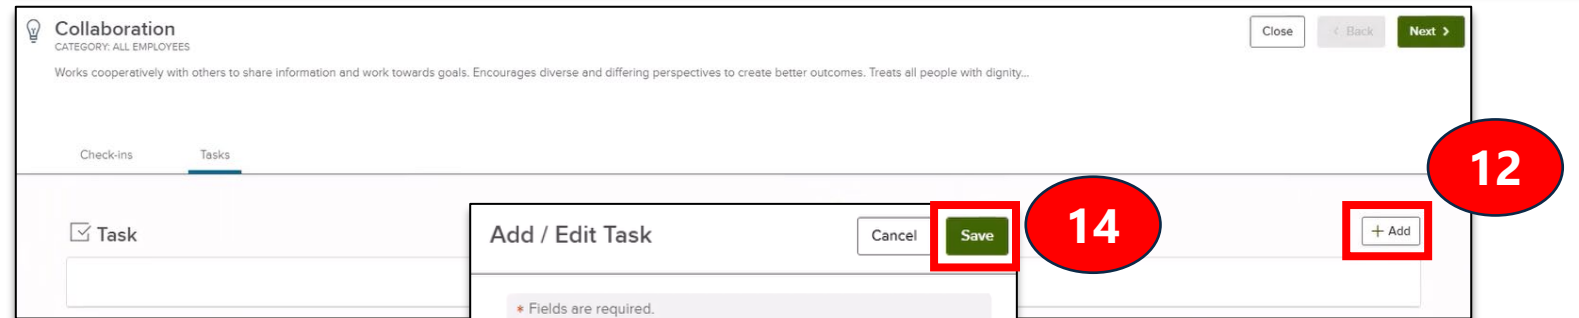 Collaboration
CATEGORY: ALL EMPLOYEES
Close
< Back
Next >
Works cooperatively with others to share information and work towards goals. Encourages diverse and differing perspectives to create better outcomes. Treats all people with dignity...
Check-ins
Tasks
12
Task
+ Add
Add / Edit Task
Cancel
Save
14
* Fields are required.